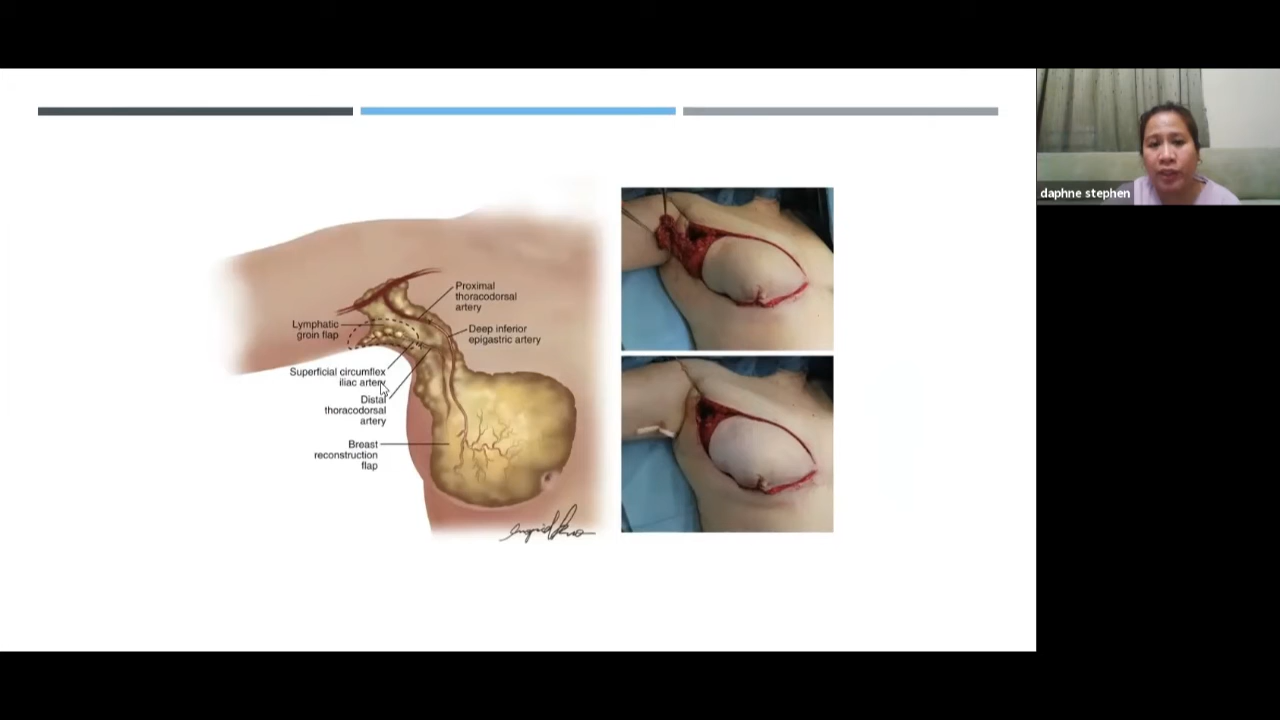 daphne stephen
Proximal
thoracodorsal
artery
Lymphatic
groin flap
Deep inferior
epigastric artery
Superficial circumflex
iliac artery
Distal
thoracodorsal
artery
Breast
reconstruction
flap